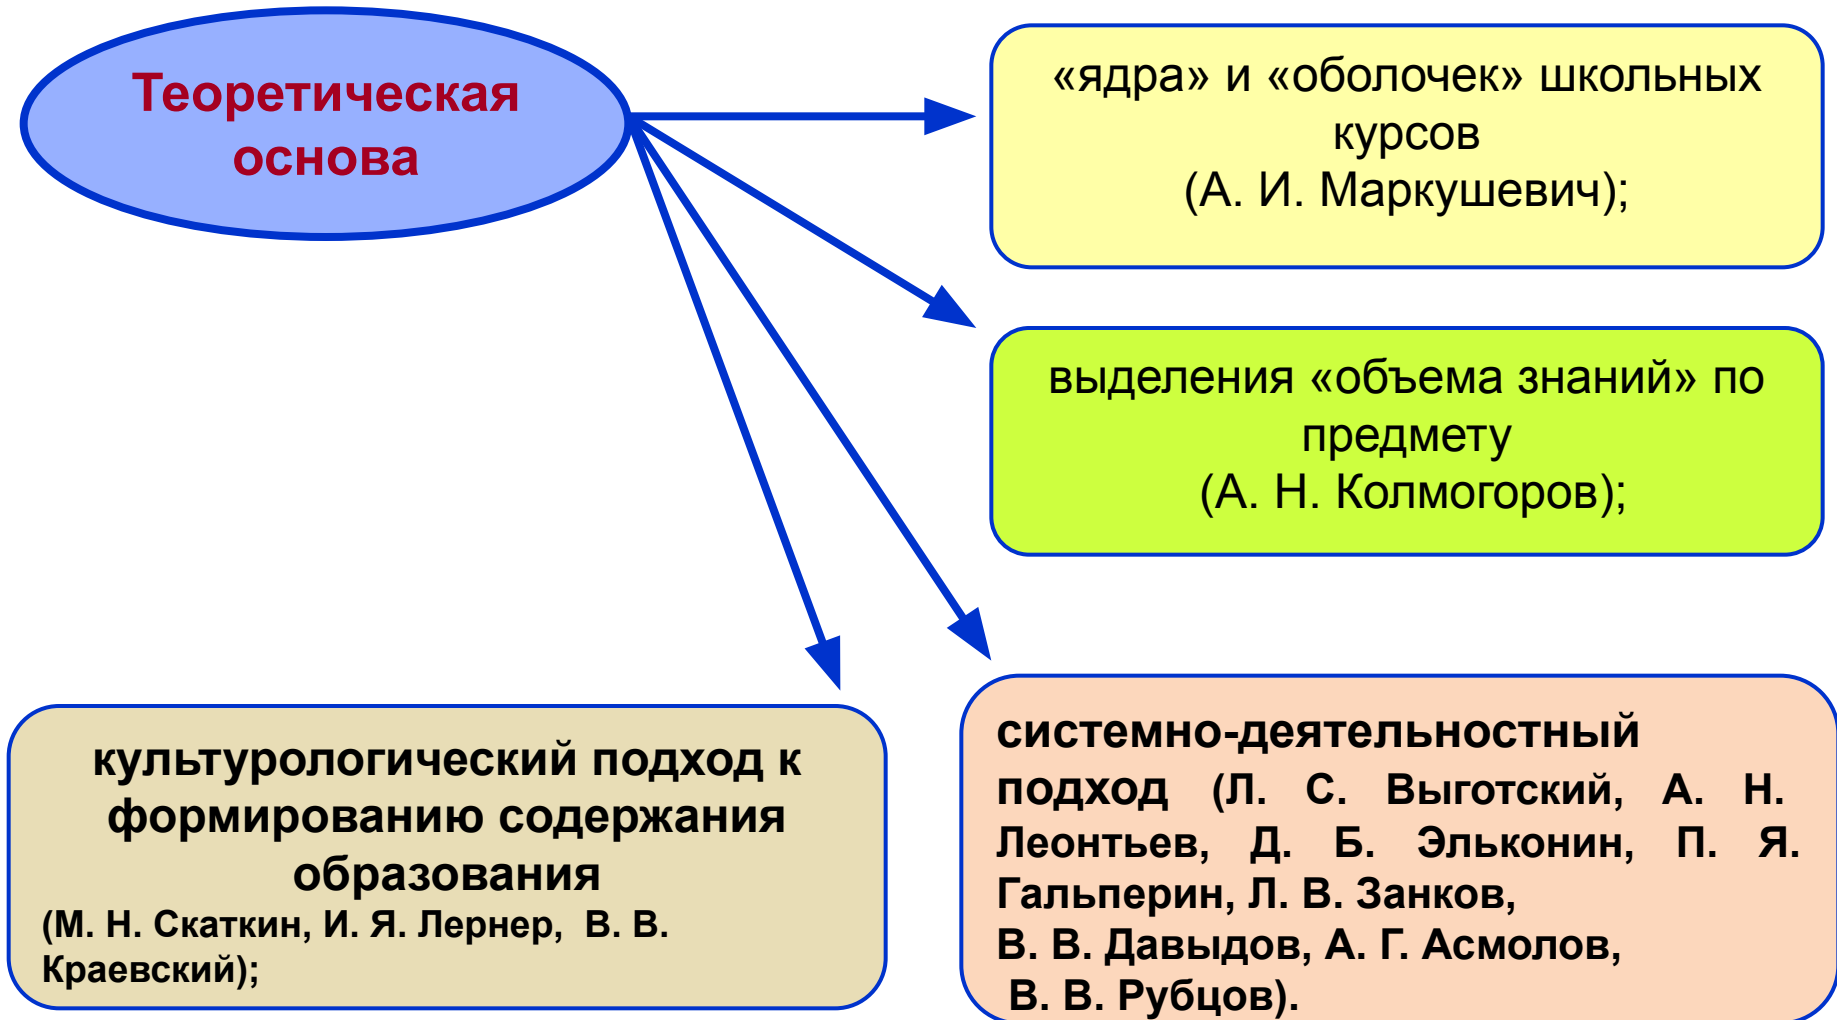 Теоретическая
основа
«ядра» и «оболочек» школьных
курсов
(А. И. Маркушевич);
выделения «объема знаний» по
предмету
(А. Н. Колмогоров);
культурологический подход к
формированию содержания
образования
(М. Н. Скаткин, И. Я. Лернер, В. В.
Краевский);
системно-деятельностный
подход (Л. С. Выготский, А. Н.
Леонтьев, Д. Б. Эльконин, П. Я.
Гальперин, Л. В. Занков,
В. В. Давыдов, А. Г. Асмолов,
В. В. Рубцов).